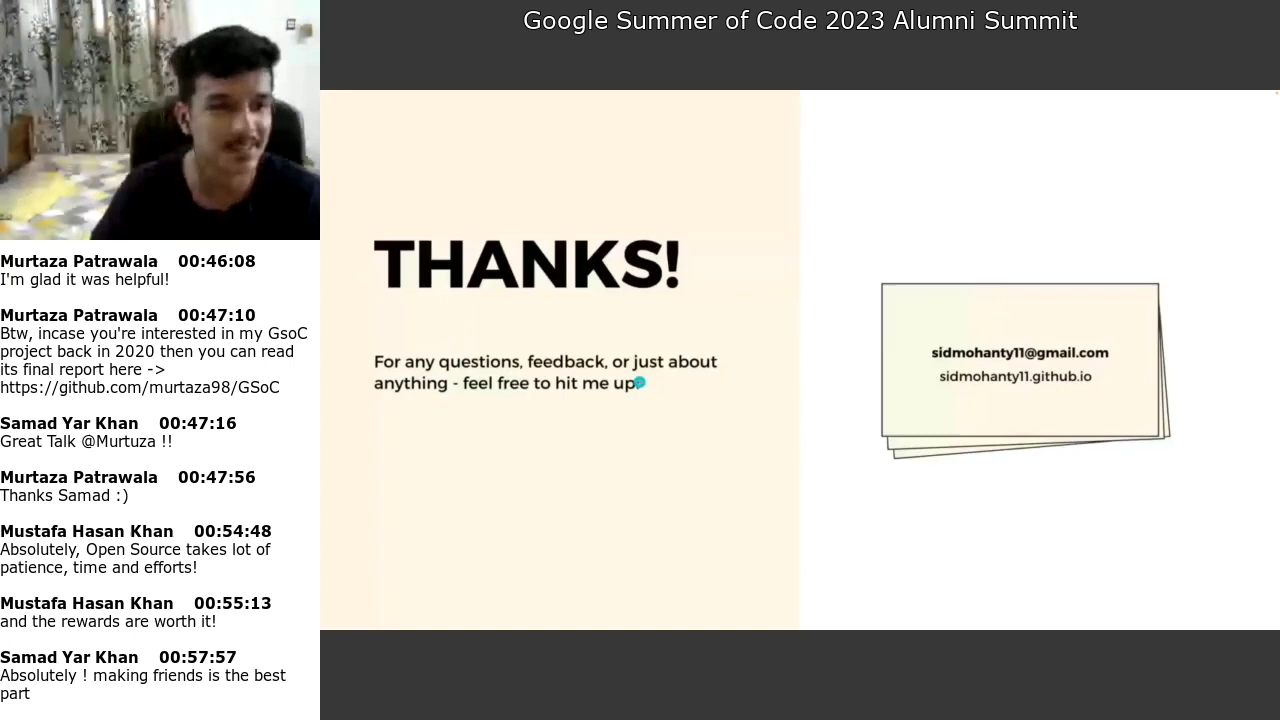 Google Summer of Code 2023 Alumni Summit
Murtaza Patrawala 00:46:08
I'm glad it was helpful!
Murtaza Patrawala 00:47:10
Btw, incase you're interested in my GsoC
project back in 2020 then you can read
its final report here ->
https://github.com/murtaza98/GSoC
Samad Yar Khan 00:47:16
Great Talk @Murtuza !!
Murtaza Patrawala 00:47:56
Thanks Samad :)
Mustafa Hasan Khan 00:54:48
Absolutely, Open Source takes lot of
patience, time and efforts!
Mustafa Hasan Khan 00:55:13
and the rewards are worth it!
Samad Yar Khan 00:57:57
Absolutely ! making friends is the best
part
THANKS!
For any questions, feedback, or just about
anything - feel free to hit me up
sidmohanty11@gmail.com
sidmohanty11.github.io